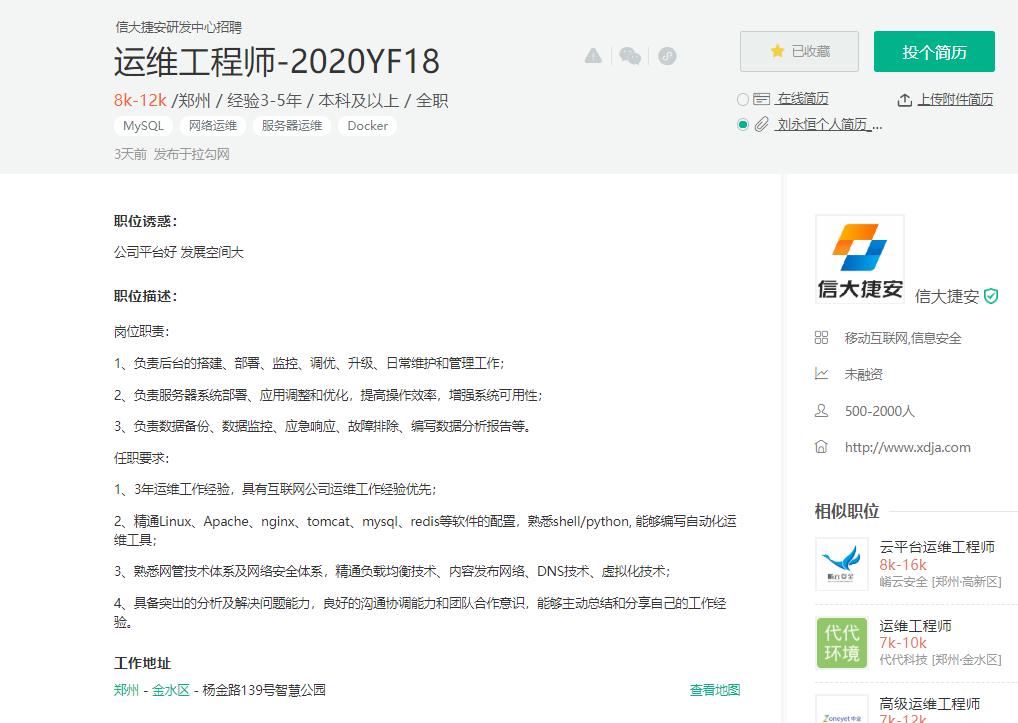 信大捷安研发中心招聘
运维工程师-2020YF18
8k-12k /郑州 / 经验3-5年 / 本科及以上 / 全职
MySQL 网络运维 服务器运维 Docker
3天前 发布于拉勾网
已收藏 投个简历
在线简历 上传附件简历
刘永恒个人简历_...
职位诱惑：
公司平台好 发展空间大
职位描述：
岗位职责：
1、负责后台的搭建、部署、监控、调优、升级、日常维护和管理工作；
2、负责服务器系统部署、应用调整和优化，提高操作效率，增强系统可用性；
3、负责数据备份、数据监控、应急响应、故障排除、编写数据分析报告等。
任职要求：
1、3年运维工作经验，具有互联网公司运维工作经验优先；
2、精通Linux、Apache、nginx、tomcat、mysql、redis等软件的配置，熟悉shell/python, 能够编写自动化运
维工具；
3、熟悉网管技术体系及网络安全体系，精通负载均衡技术、内容发布网络、DNS技术、虚拟化技术；
4、具备突出的分析及解决问题能力，良好的沟通协调能力和团队合作意识，能够主动总结和分享自己的工作经
验。
工作地址
郑州 - 金水区 - 杨金路139号智慧公园
查看地图
信大捷安
信大捷安
移动互联网,信息安全
未融资
500-2000人
http://www.xdja.com
相似职位
云平台运维工程师
8k-16k
崤云安全 [郑州·高新区]
崤云安全
代代
环境
运维工程师
7k-10k
代代科技 [郑州·金水区]
高级运维工程师
7k-12k